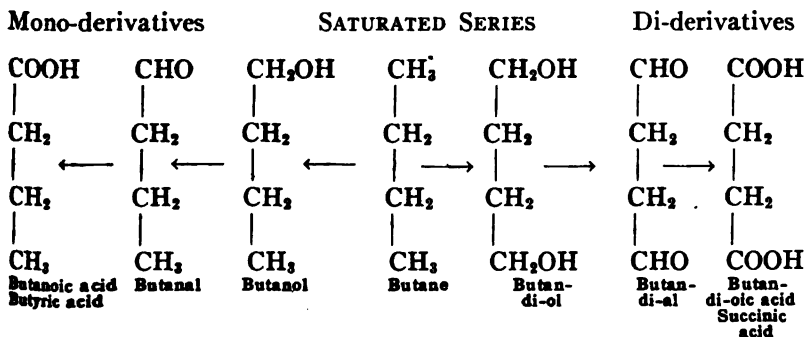 Mono-derivatives SATURATED SERIES Di-derivatives
COOH CHO CH₂OH CH₃ CH₂OH CHO COOH
| | | | | | |
CH₂ CH₂ CH₂ CH₂ CH₂ CH₂ CH₂
| ← | ← | ← | → | → | → |
CH₂ CH₂ CH₂ CH₂ CH₂ CH₂ CH₂
| | | | | | |
CH₃ CH₃ CH₃ CH₃ CH₂OH CHO COOH
Butanoic acid Butanal Butanol Butane Butan- Butan- Butan-
Butyric acid di-ol di-al di-oic acid
Succinic
acid